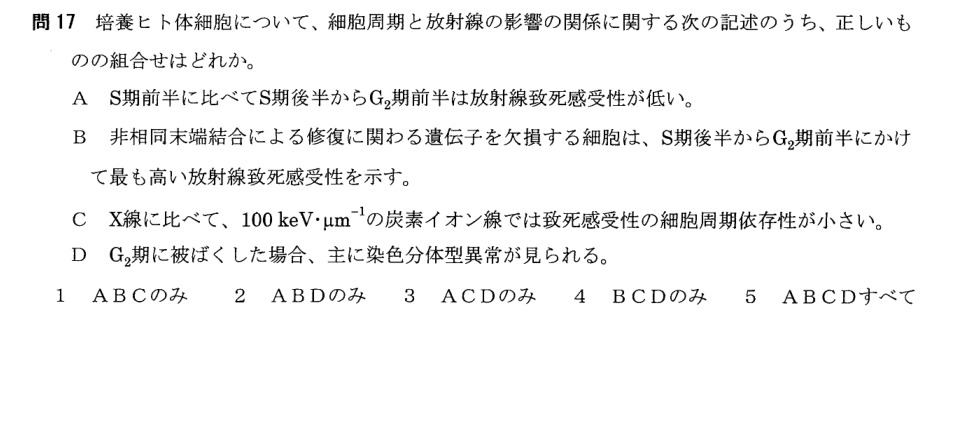 問17 培養ヒト体細胞について、細胞周期と放射線の影響の関係に関する次の記述のうち、正しいも
のの組合せはどれか。
A S期前半に比べてS期後半からG₂期前半は放射線致死感受性が低い。
B 非相同末端結合による修復に関わる遺伝子を欠損する細胞は、S期後半からG₂期前半にかけ
て最も高い放射線致死感受性を示す。
C X線に比べて、100 keV･μm⁻¹の炭素イオン線では致死感受性の細胞周期依存性が小さい。
D G₂期に被ばくした場合、主に染色分体型異常が見られる。
1 ABCのみ 2 ABDのみ 3 ACDのみ 4 BCDのみ 5 ABCDすべて